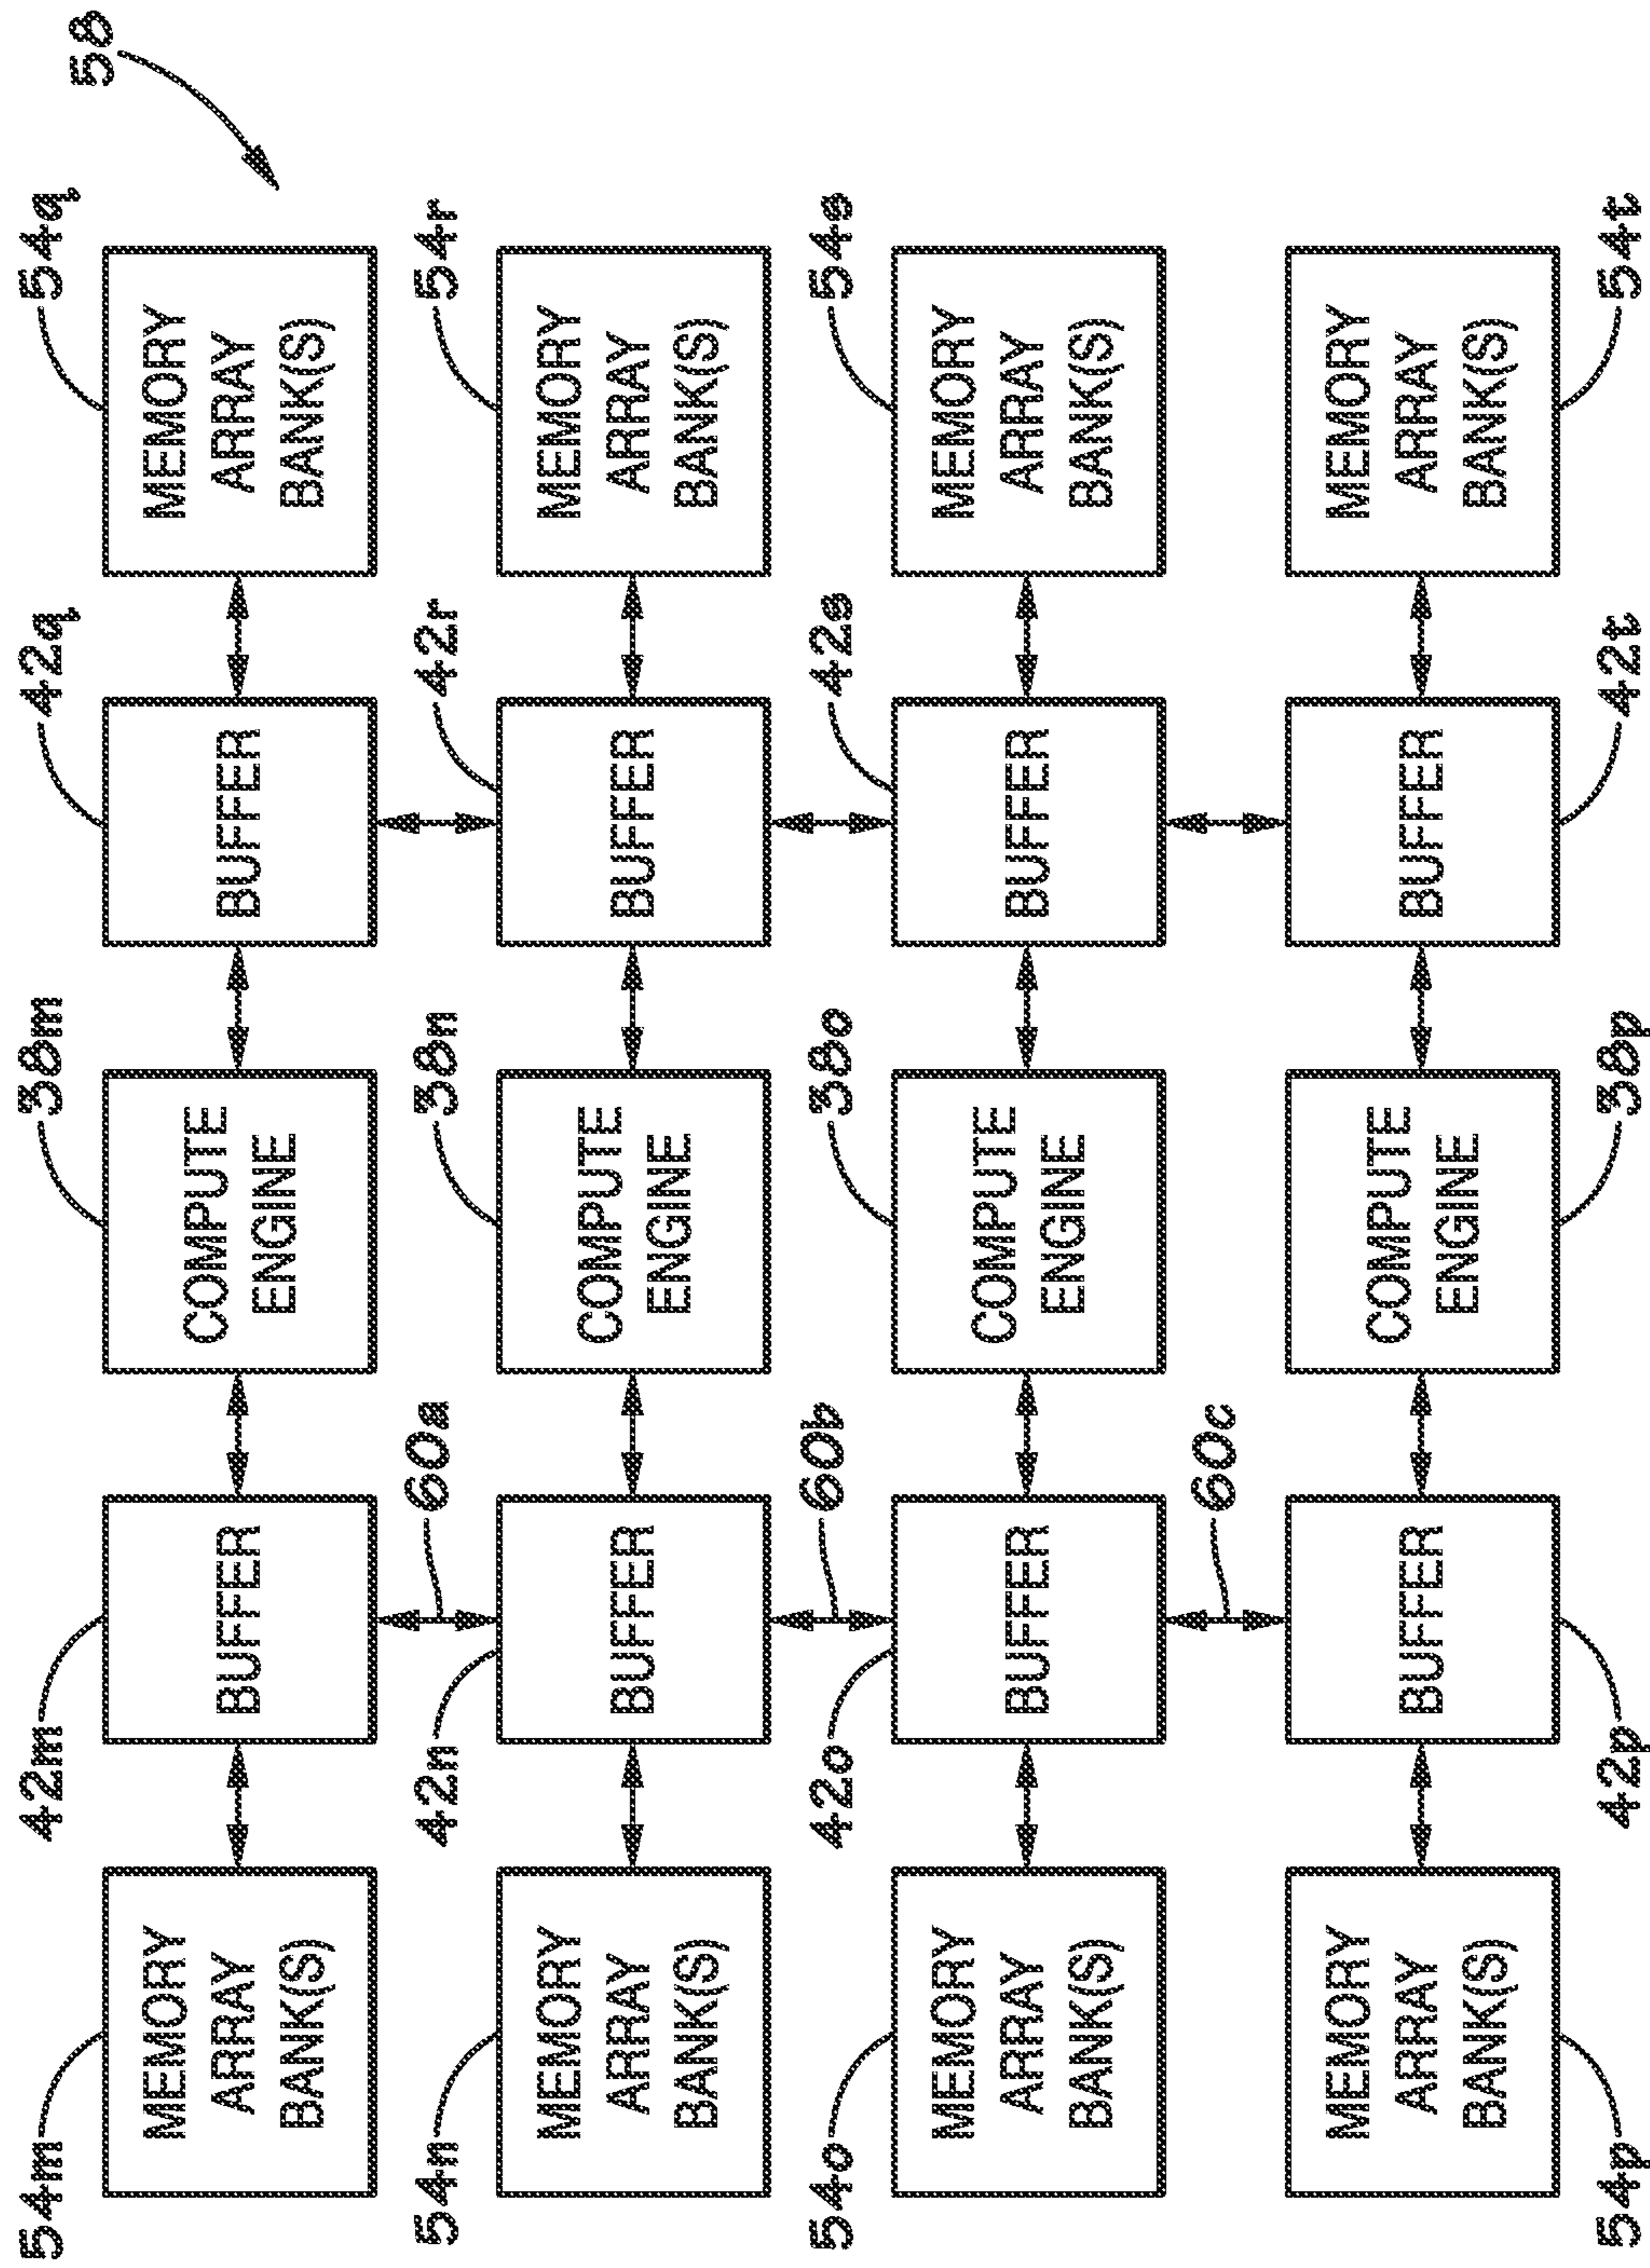 54m
42m
38m
42q
54q
58
MEMORY
ARRAY
BANK(S)
BUFFER
COMPUTE
ENGINE
BUFFER
MEMORY
ARRAY
BANK(S)
54n
42n
60a
38n
42r
54r
MEMORY
ARRAY
BANK(S)
BUFFER
COMPUTE
ENGINE
BUFFER
MEMORY
ARRAY
BANK(S)
54o
42o
60b
38o
42s
54s
MEMORY
ARRAY
BANK(S)
BUFFER
COMPUTE
ENGINE
BUFFER
MEMORY
ARRAY
BANK(S)
60c
MEMORY
ARRAY
BANK(S)
BUFFER
COMPUTE
ENGINE
BUFFER
MEMORY
ARRAY
BANK(S)
54p
42p
38p
42t
54t